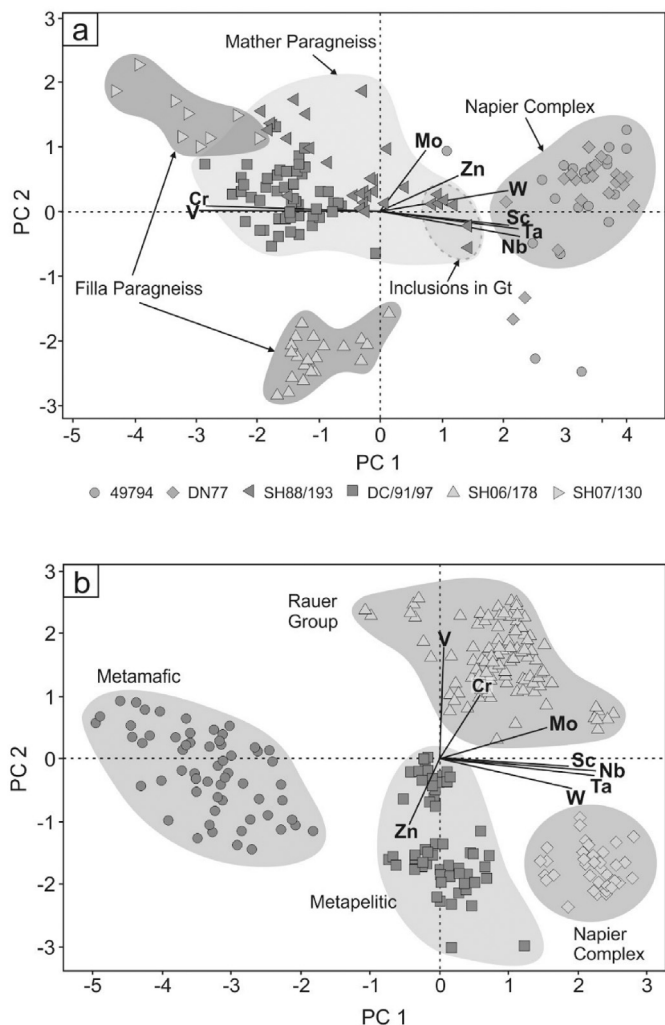 a
3
2
1
0
-1
-2
-3
PC 2
Mather Paragneiss
Napier Complex
Mo
Zn
W
Cr
V
Sc
Ta
Nb
Filla Paragneiss
Inclusions in Gt
-5 -4 -3 -2 -1 0 1 2 3 4
PC 1
49794 DN77 SH88/193 DC/91/97 SH06/178 SH07/130
b
3
2
1
0
-1
-2
-3
PC 2
Rauer
Group
Metamafic
V
Cr
Mo
Sc
Nb
Ta
W
Zn
Metapelitic
Napier
Complex
-5 -4 -3 -2 -1 0 1 2 3
PC 1